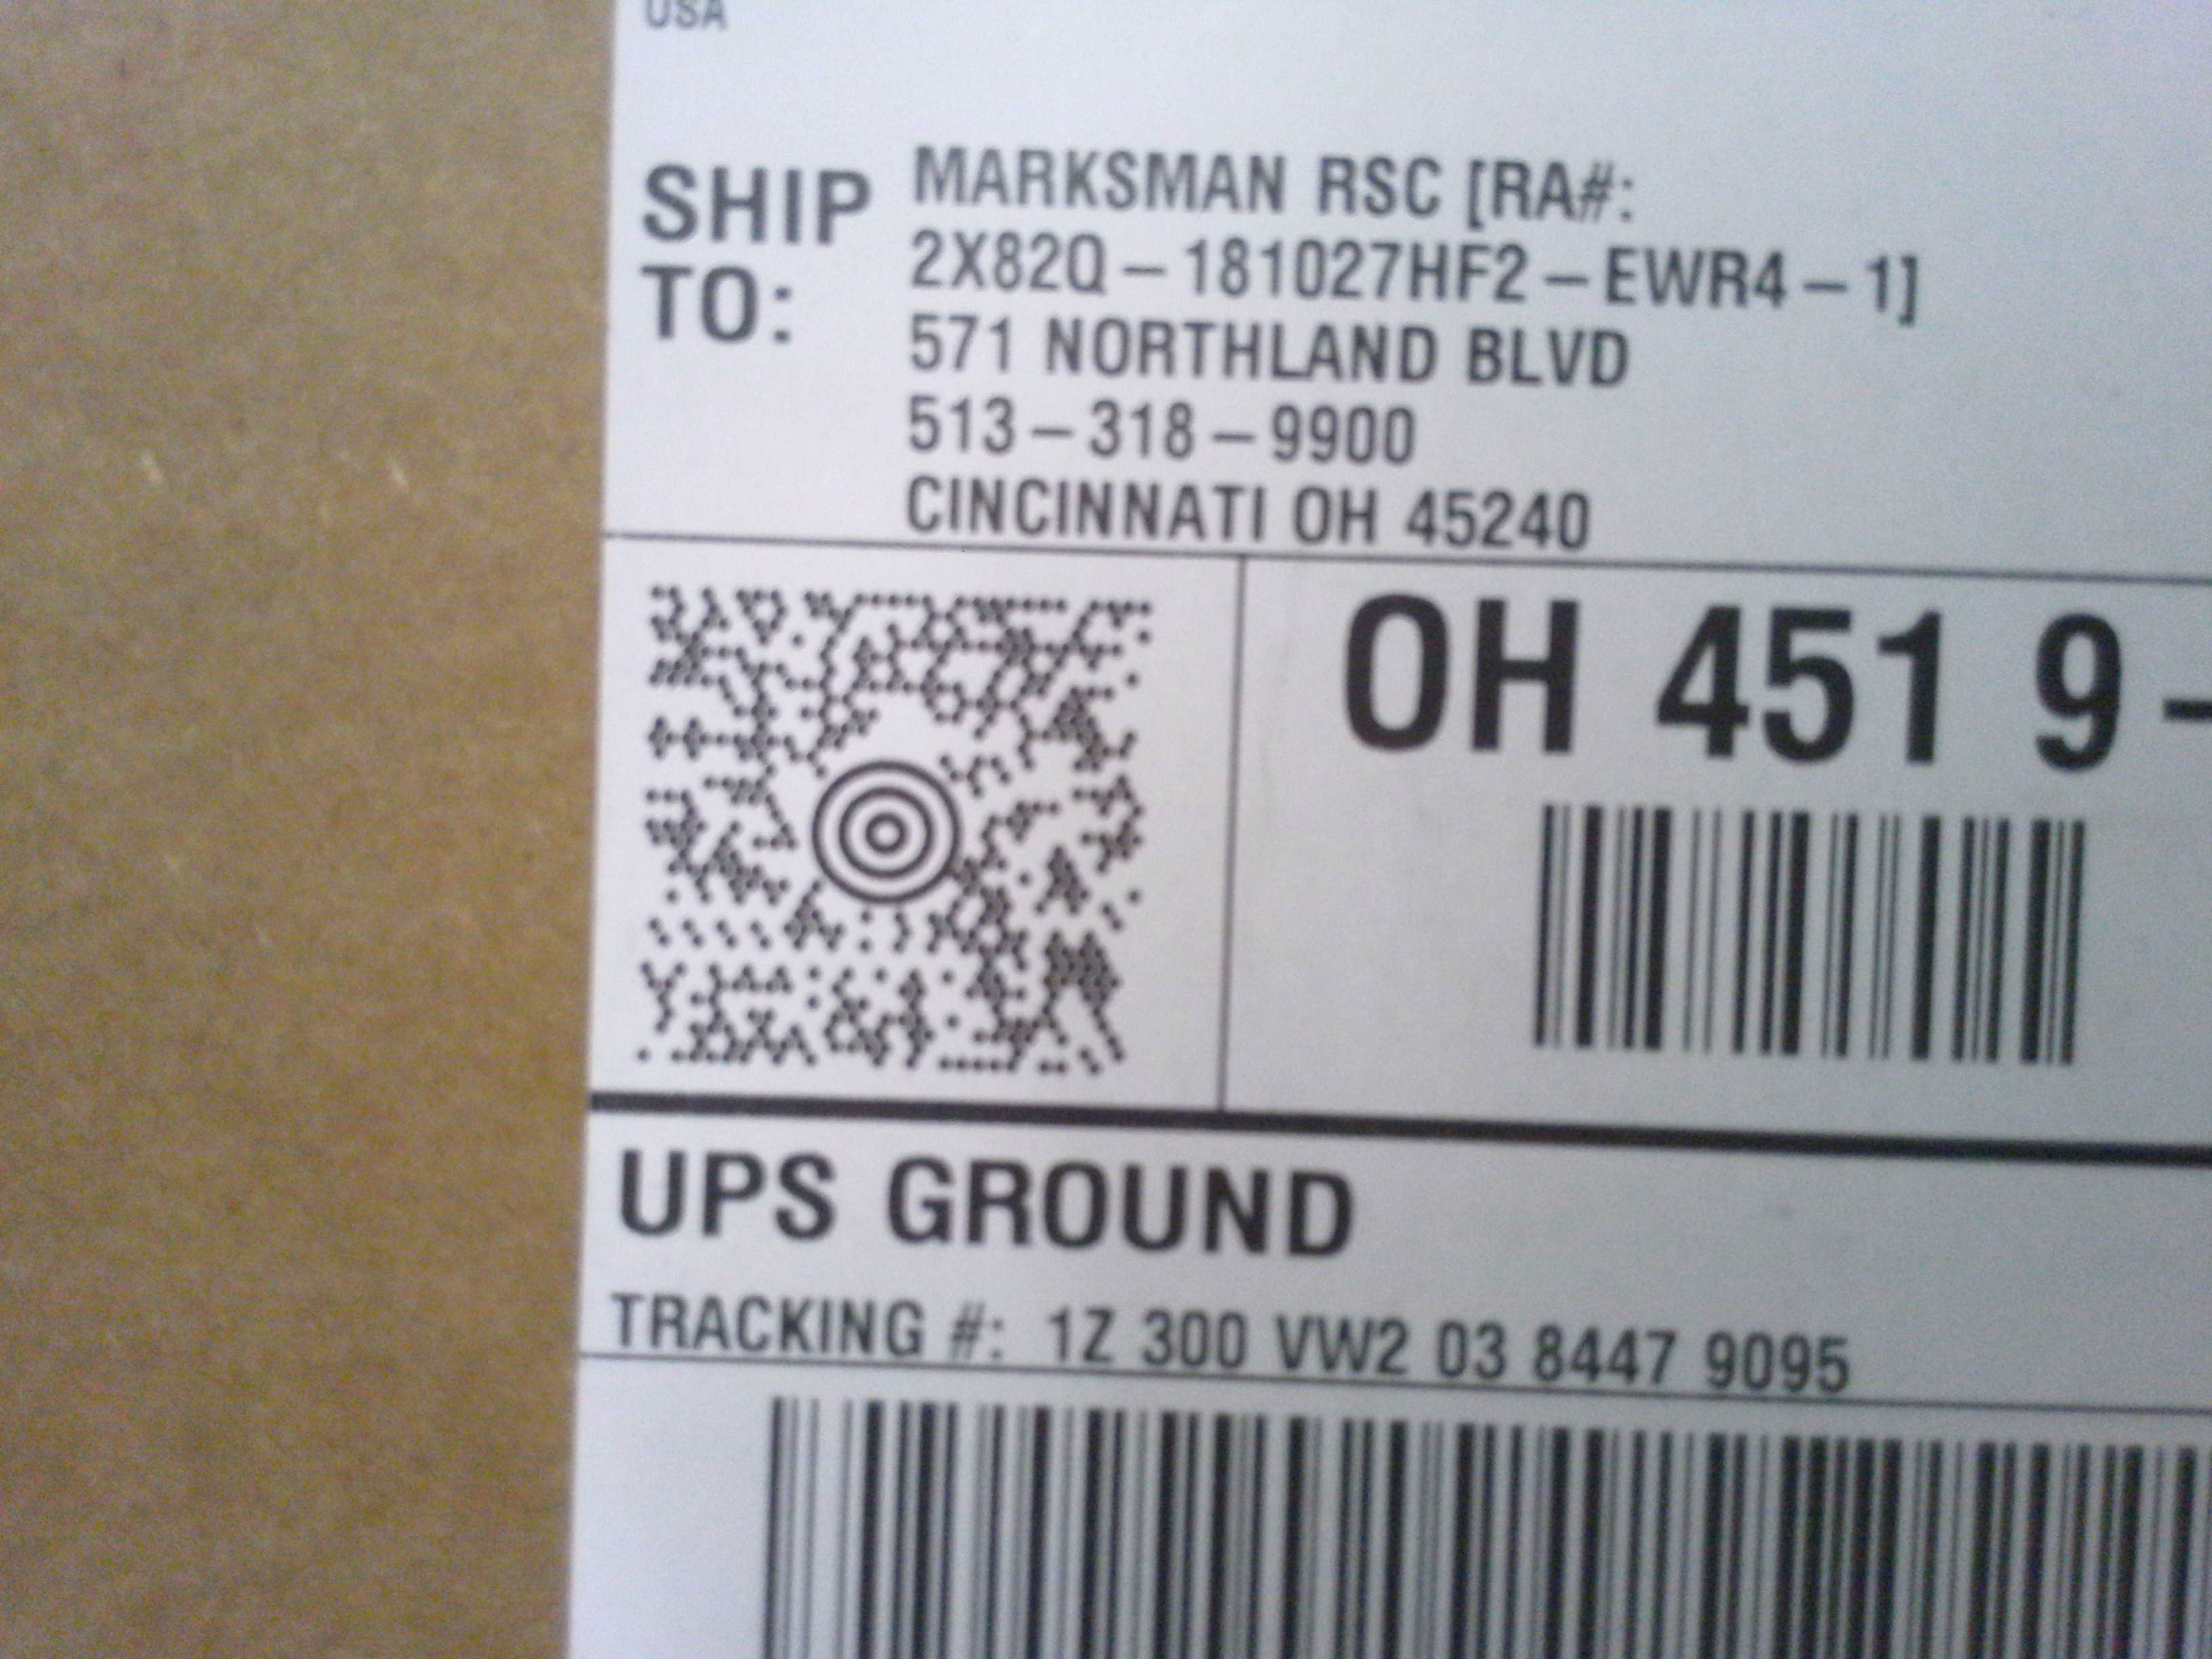 USA
SHIP TO:
MARKSMAN RSC [RA#:
2X82Q-181027HF2-EWR4-1]
571 NORTHLAND BLVD
513-318-9900
CINCINNATI OH 45240
OH 451 9-
UPS GROUND
TRACKING #: 1Z 300 VW2 03 8447 9095